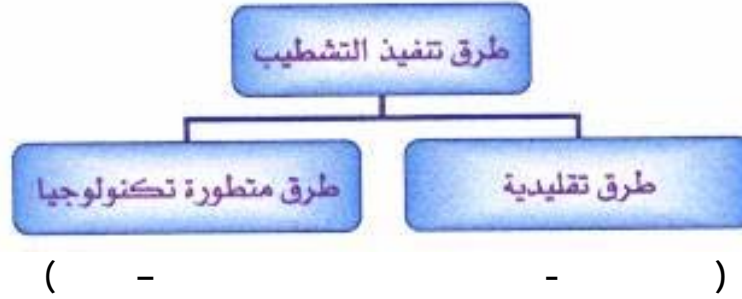 طرق تنفيذ التشطيب
طرق تقليدية
طرق متطورة تكنولوجيا
( - – )